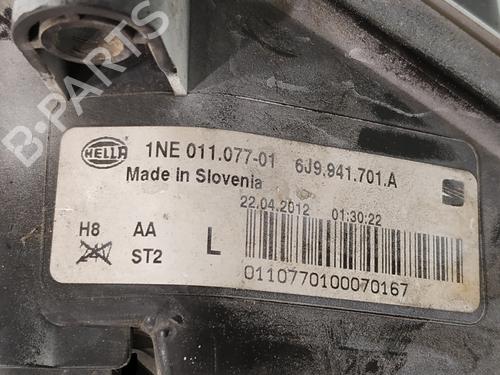 B-PARTS
HELLA 1NE 011.077-01 6J9.941.701.A
Made in Slovenia
22.04.2012 01:30:22
H8 AA
ST2 L
0110770100070167